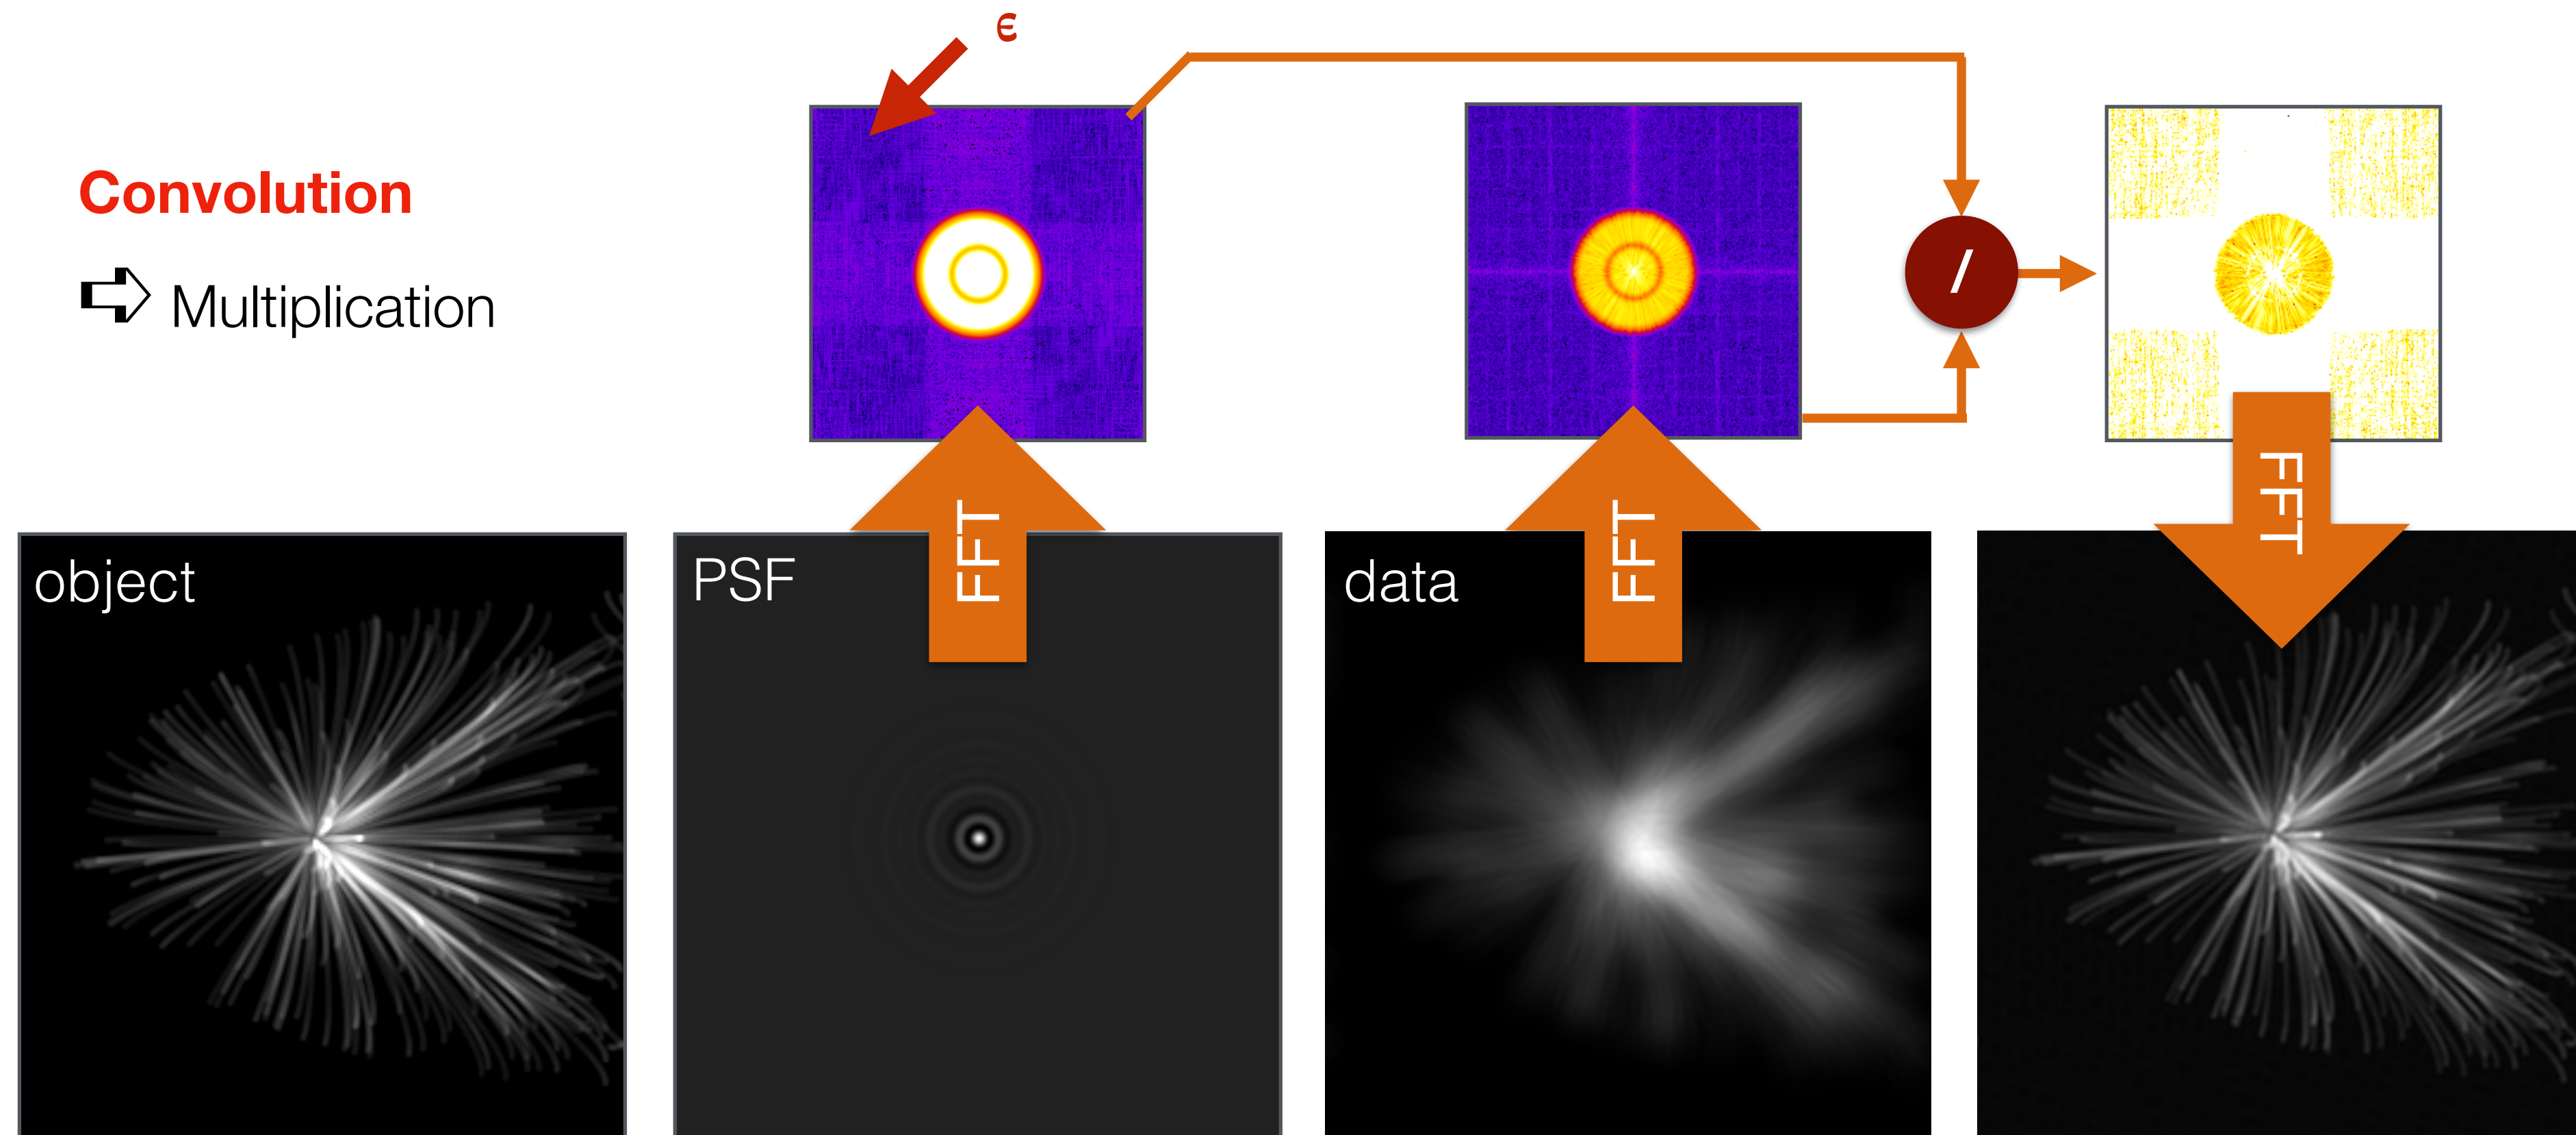 ϵ
Convolution
Multiplication
/
FFT
FFT
FFT
object
PSF
data